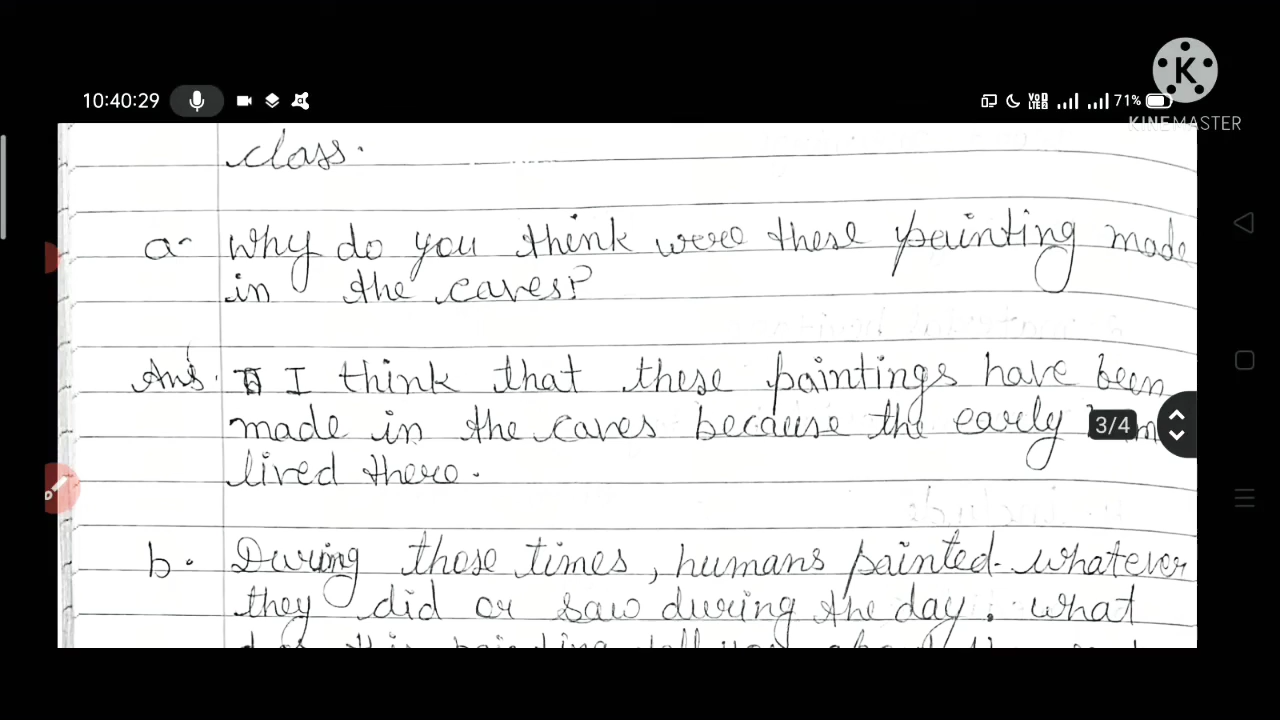 10:40:29
71%
K
KINEMASTER
class.
a- Why do you think were these painting made
in the caves?
Ans. I think that these paintings have been
made in the caves because the early
3/4
lived there.
b. During those times, humans painted whatever
they did or saw during the day. What